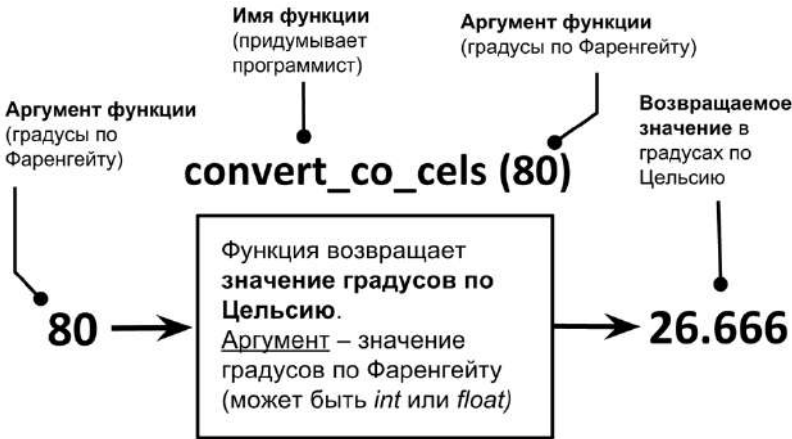 Имя функции
(придумывает
программист)
Аргумент функции
(градусы по Фаренгейту)
Аргумент функции
(градусы по
Фаренгейту)
Возвращаемое
значение в
градусах по
Цельсию
convert_co_cels (80)
80
Функция возвращает
значение градусов по
Цельсию.
Аргумент – значение
градусов по Фаренгейту
(может быть int или float)
26.666